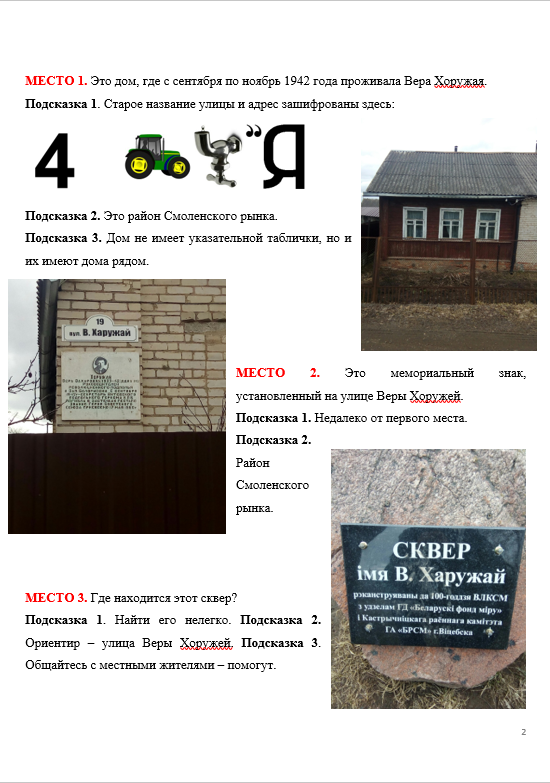 МЕСТО 1. Это дом, где с сентября по ноябрь 1942 года проживала Вера Хоружая.
Подсказка 1. Старое название улицы и адрес зашифрованы здесь:
4 ” Я
Подсказка 2. Это район Смоленского рынка.
Подсказка 3. Дом не имеет указательной таблички, но и
их имеют дома рядом.
19
вул. В. Харужай
МЕСТО 2. Это мемориальный знак,
установленный на улице Веры Хоружей.
Подсказка 1. Недалеко от первого места.
Подсказка 2.
Район
Смоленского
рынка.
СКВЕР
імя В. Харужай
рэканструяваны да 100-годдзя ВЛКСМ
з удзелам ГД «Беларускі фонд міру»
і Кастрычніцкага раённага камітэта
ГА «БРСМ» г.Віцебска
МЕСТО 3. Где находится этот сквер?
Подсказка 1. Найти его нелегко. Подсказка 2.
Ориентир – улица Веры Хоружей. Подсказка 3.
Общайтесь с местными жителями – помогут.
2